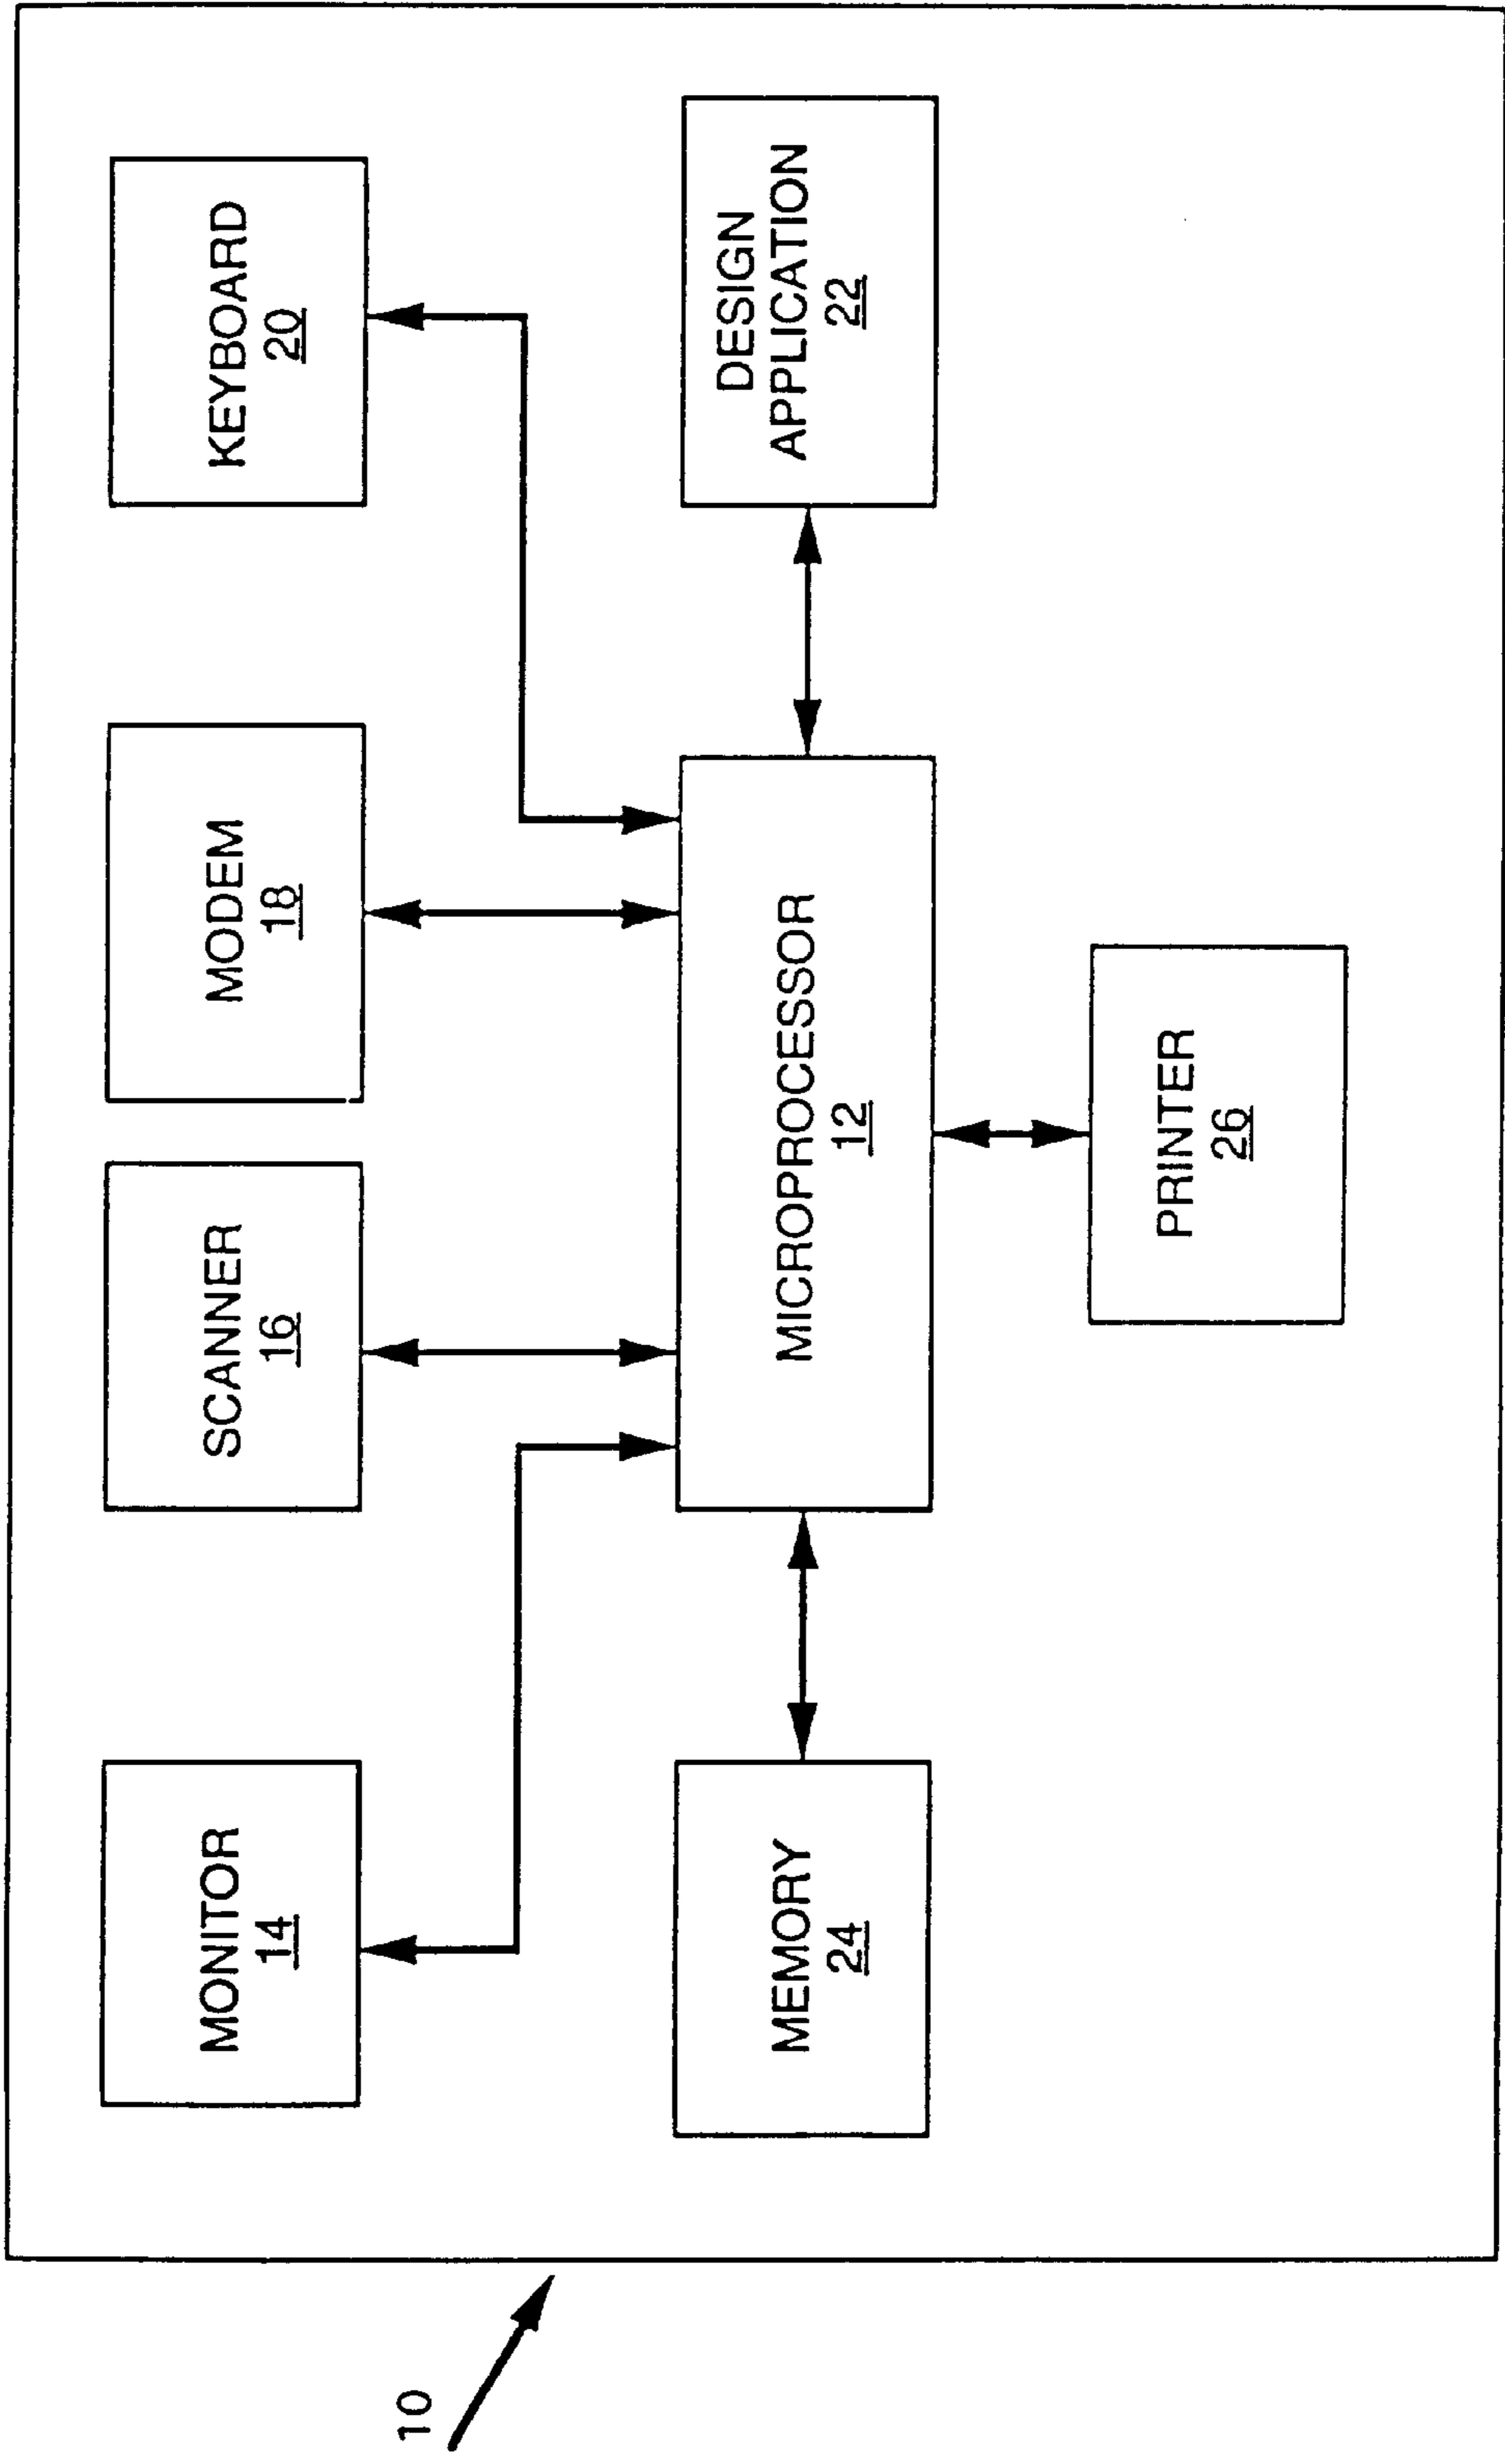 MONITOR
14
SCANNER
16
MODEM
18
KEYBOARD
20
MEMORY
24
MICROPROCESSOR
12
DESIGN
APPLICATION
22
PRINTER
26
10